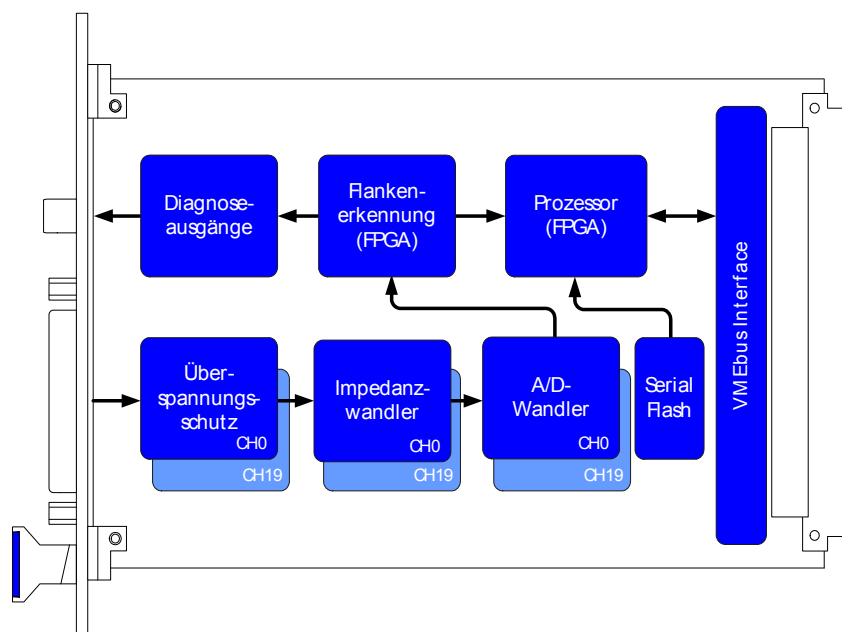 Diagnose-
ausgänge
Flanken-
erkennung
(FPGA)
Prozessor
(FPGA)
VMEbus Interface
Über-
spannungs-
schutz
CH0
CH19
Impedanz-
wandler
CH0
CH19
A/D-
Wandler
CH0
CH19
Serial
Flash